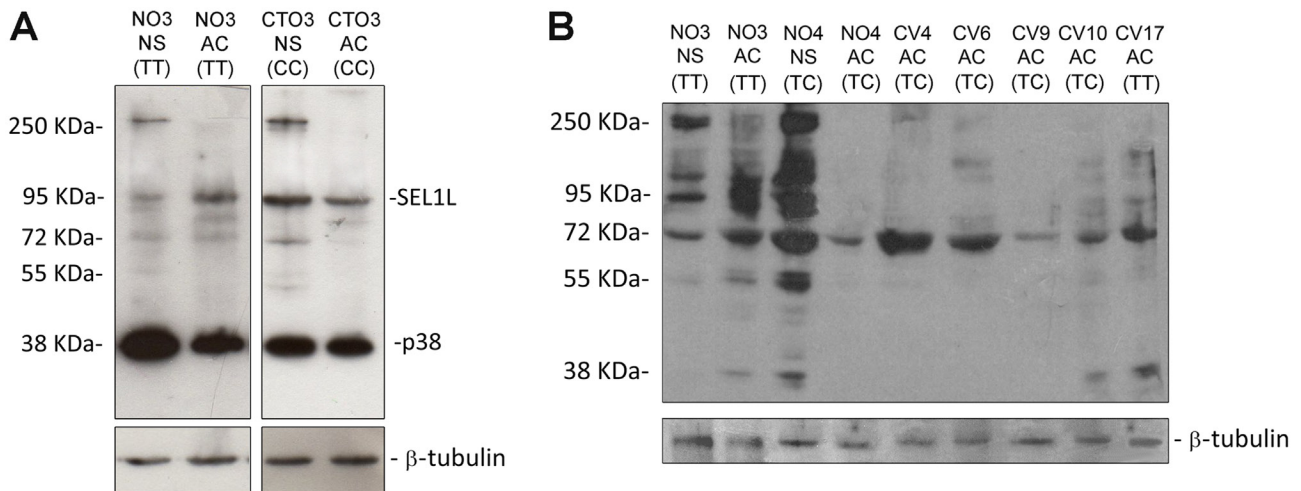 A
NO3 NO3 CTO3 CTO3
NS AC NS AC
(TT) (TT) (CC) (CC)
250 KDa-
95 KDa-
-SEL1L
72 KDa-
55 KDa-
38 KDa-
-p38
- β-tubulin
B
NO3 NO3 NO4 NO4 CV4 CV6 CV9 CV10 CV17
NS AC NS AC AC AC AC AC AC
(TT) (TT) (TC) (TC) (TC) (TC) (TC) (TC) (TT)
250 KDa-
95 KDa-
72 KDa-
55 KDa-
38 KDa-
- β-tubulin